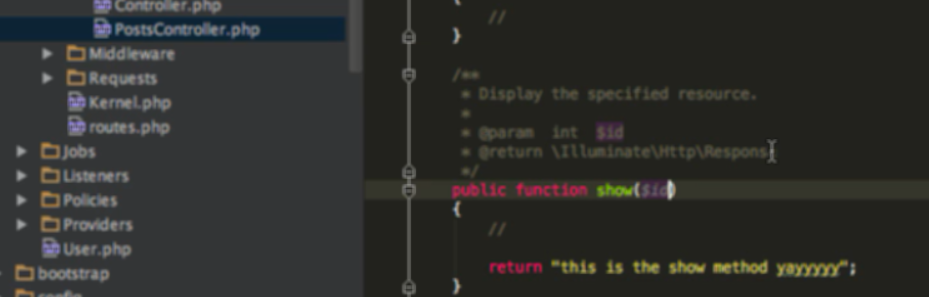 Controller.php
PostsController.php
Middleware
Requests
Kernel.php
routes.php
Jobs
Listeners
Policies
Providers
User.php
bootstrap
config
{
//
}
/**
* Display the specified resource.
*
* @param int $id
* @return \Illuminate\Http\Respons
*/
public function show($id)
{
//
return "this is the show method yayyyyy";
}